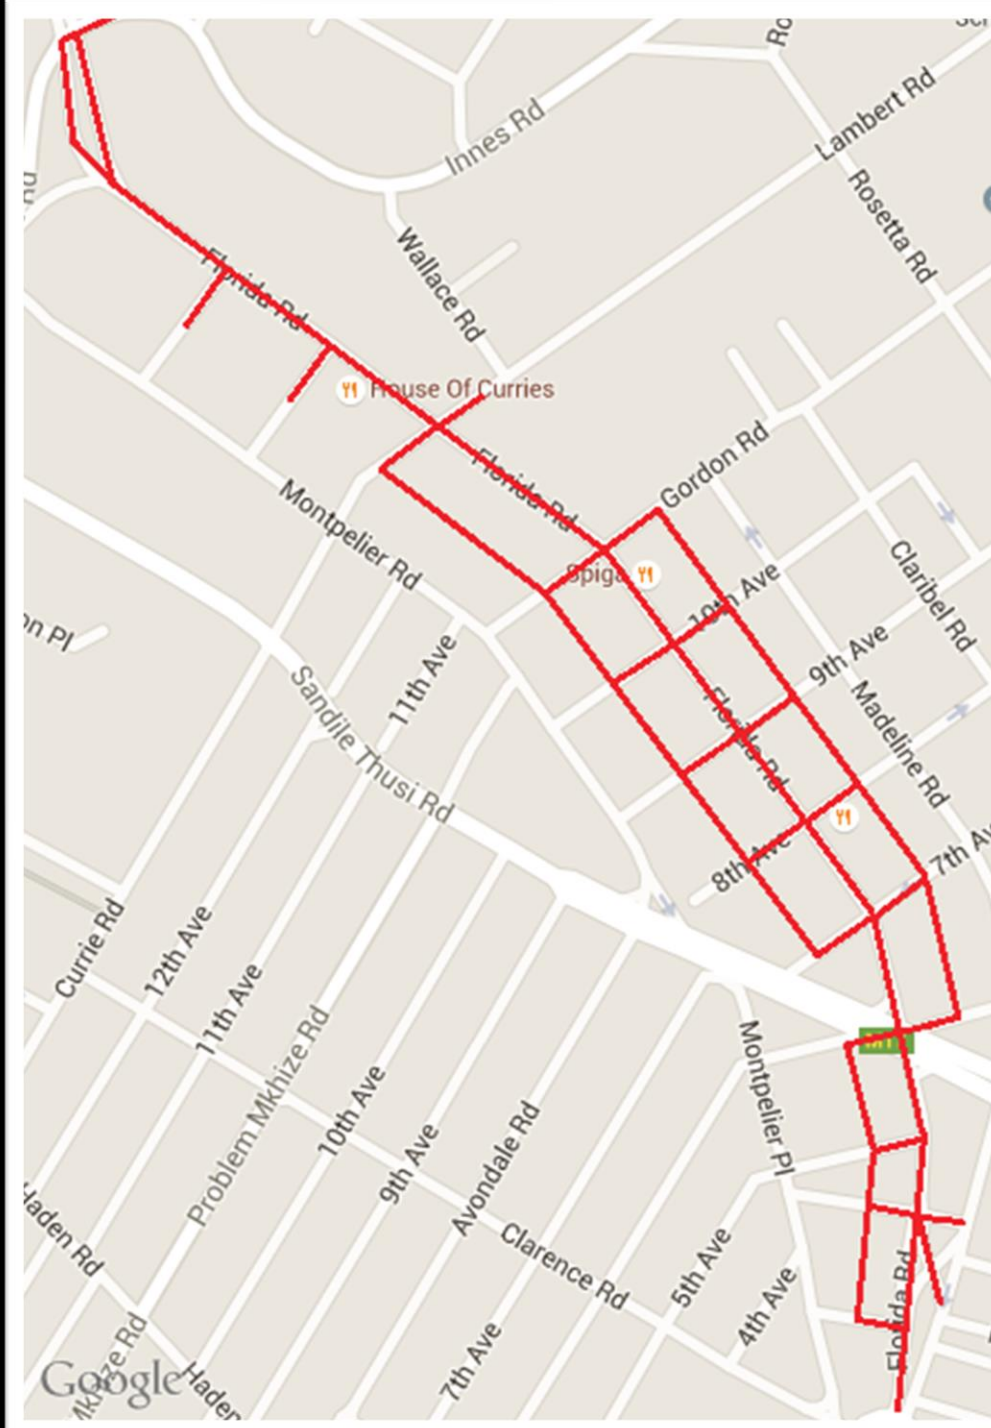 Innes Rd
Lambert Rd
Rosetta Rd
Wallace Rd
Florida Rd
House Of Curries
Florida Rd
Gordon Rd
Montpelier Rd
Spiga
10th Ave
Claribel Rd
9th Ave
11th Ave
Sandile Thusi Rd
Florida Rd
Madeline Rd
8th Ave
7th Ave
Currie Rd
12th Ave
11th Ave
Problem Mkhize Rd
10th Ave
9th Ave
Avondale Rd
Montpelier Pl
Haden Rd
Clarence Rd
5th Ave
4th Ave
Florida Rd
7th Ave
Mkhize Rd
Haden
Google